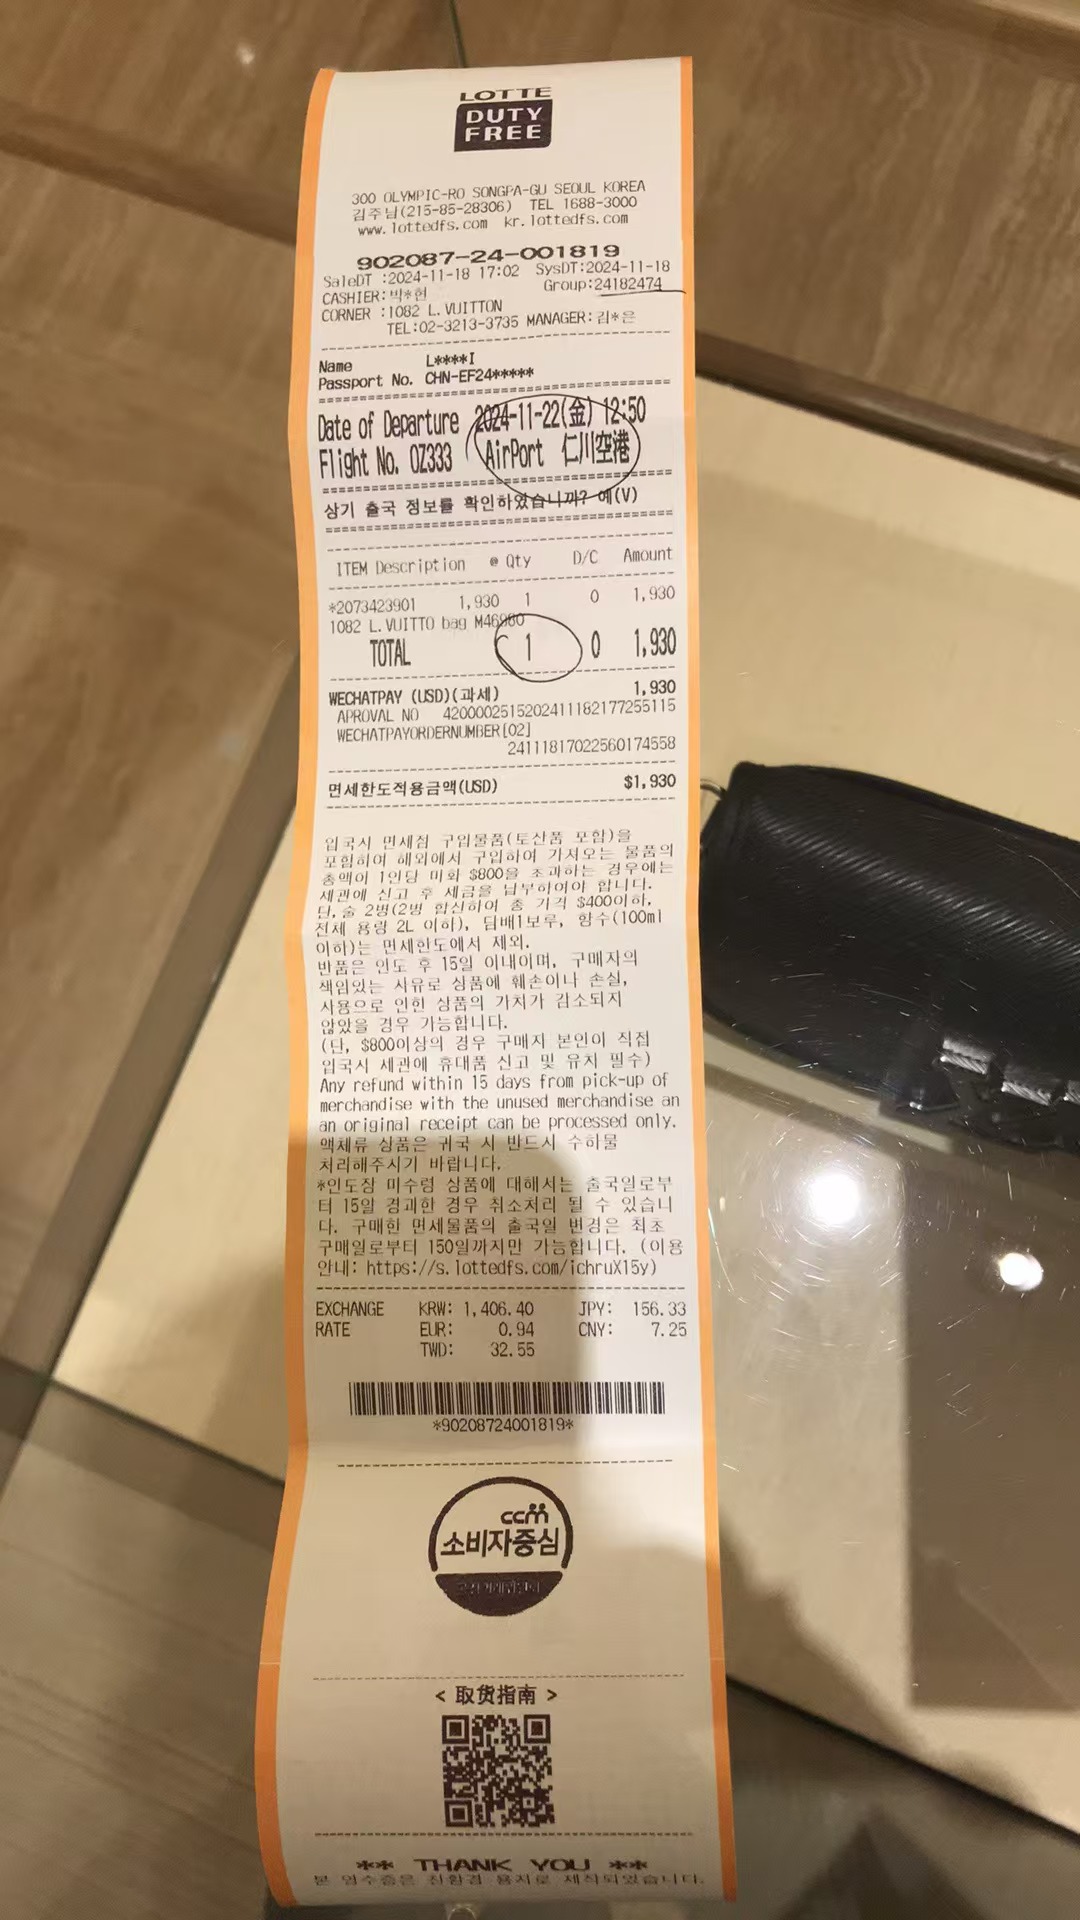 LOTTE
DUTY
FREE
300 OLYMPIC-RO SONGPA-GU SEOUL KOREA
김주남(215-85-28306) TEL 1688-3000
www.lottedfs.com kr.lottedfs.com
902087-24-001819
SaleDT :2024-11-18 17:02 SysDT:2024-11-18
CASHIER:박*현 Group:24182474
CORNER :1082 L.VUITTON
TEL:02-3213-3735 MANAGER:김*은
Name L****I
Passport No. CHN-EF24*****
Date of Departure 2024-11-22(金) 12:50
Flight No. OZ333 AirPort 仁川空港
상기 출국 정보를 확인하였습니까? 예(V)
ITEM Description @ Qty D/C Amount
*2073423901 1,930 1 0 1,930
1082 L.VUITTO bag M46980
TOTAL 1 0 1,930
WECHATPAY (USD)(과세) 1,930
APROVAL NO 4200002515202411182177255115
WECHATPAYORDERNUMBER[02]
24111817022560174558
면세한도적용금액(USD) $1,930
입국시 면세점 구입물품(토산품 포함)을
포함하여 해외에서 구입하여 가져오는 물품의
총액이 1인당 미화 $800을 초과하는 경우에는
세관에 신고 후 세금을 납부하여야 합니다.
단,술 2병(2병 합산하여 총 가격 $400이하,
전체 용량 2L 이하), 담배1보루, 향수(100ml
이하)는 면세한도에서 제외.
반품은 인도 후 15일 이내이며, 구매자의
책임있는 사유로 상품에 훼손이나 손실,
사용으로 인한 상품의 가치가 감소되지
않았을 경우 가능합니다.
(단, $800이상의 경우 구매자 본인이 직접
입국시 세관에 휴대품 신고 및 유치 필수)
Any refund within 15 days from pick-up of
merchandise with the unused merchandise an
an original receipt can be processed only.
액체류 상품은 귀국 시 반드시 수하물
처리해주시기 바랍니다.
*인도장 미수령 상품에 대해서는 출국일로부
터 15일 경과한 경우 취소처리 될 수 있습니
다. 구매한 면세물품의 출국일 변경은 최초
구매일로부터 150일까지만 가능합니다. (이용
안내: https://s.lottedfs.com/ichruX15y)
EXCHANGE KRW: 1,406.40 JPY: 156.33
RATE EUR: 0.94 CNY: 7.25
TWD: 32.55
*90208724001819*
ccm
소비자중심
< 取货指南 >
** THANK YOU **
본 영수증은 친환경 용지로 제작되었습니다.